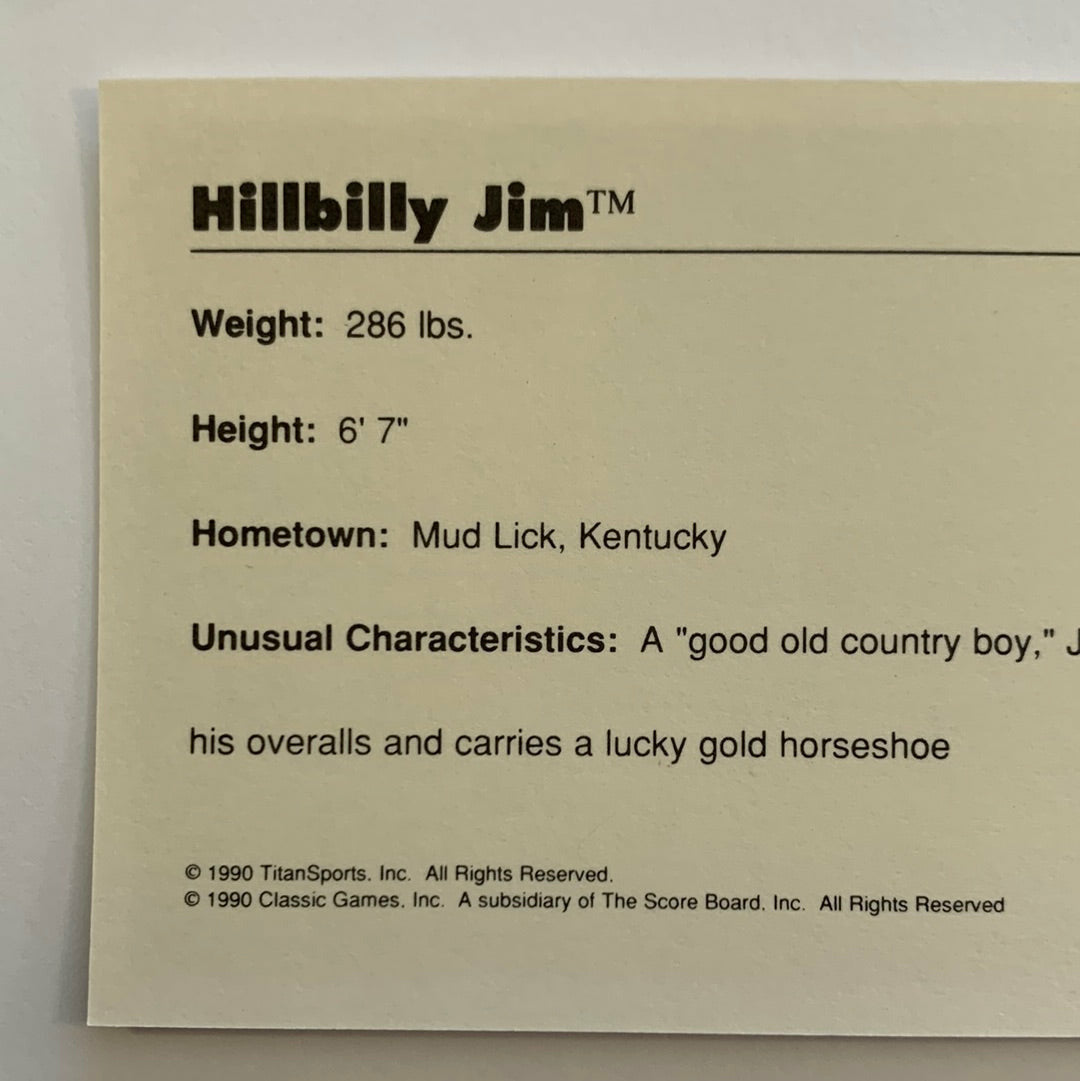 Hillbilly Jim™
Weight: 286 lbs.
Height: 6' 7"
Hometown: Mud Lick, Kentucky
Unusual Characteristics: A "good old country boy,"
his overalls and carries a lucky gold horseshoe
© 1990 TitanSports. Inc. All Rights Reserved.
© 1990 Classic Games. Inc. A subsidiary of The Score Board. Inc. All Rights Reserved